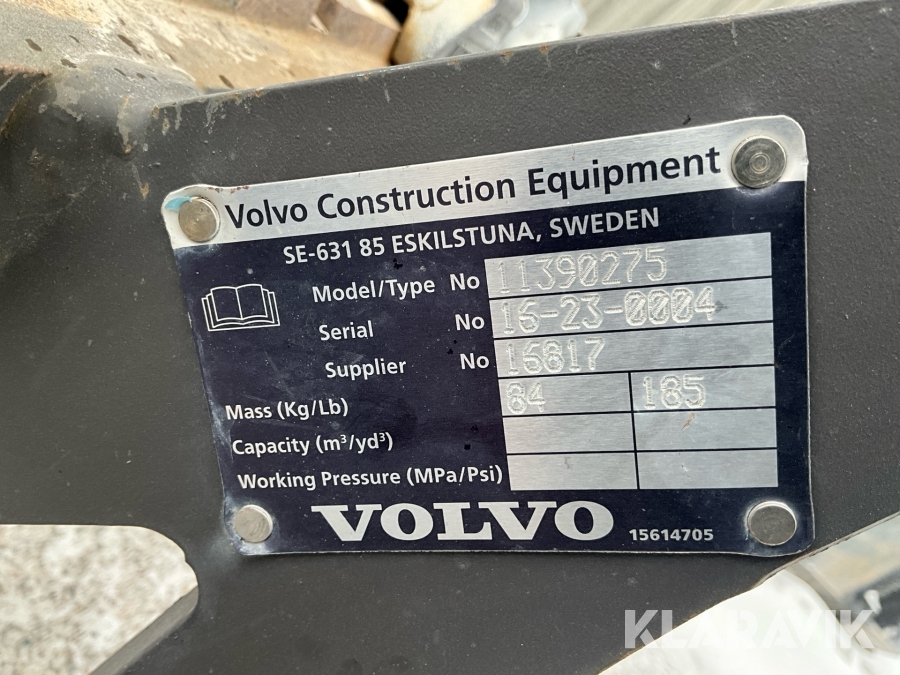 Volvo Construction Equipment
SE-631 85 ESKILSTUNA, SWEDEN
Model/Type No 11390275
Serial No 16-23-0004
Supplier No 16817
Mass (Kg/Lb) 84 185
Capacity (m³/yd³)
Working Pressure (MPa/Psi)
VOLVO 15614705
KLARAVIK